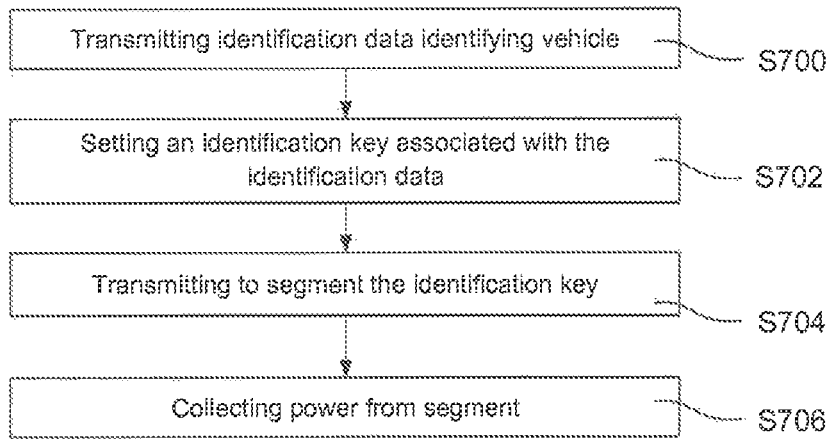 Transmitting identification data identifying vehicle
S700
Setting an identification key associated with the
identification data
S702
Transmitting to segment the identification key
S704
Collecting power from segment
S706